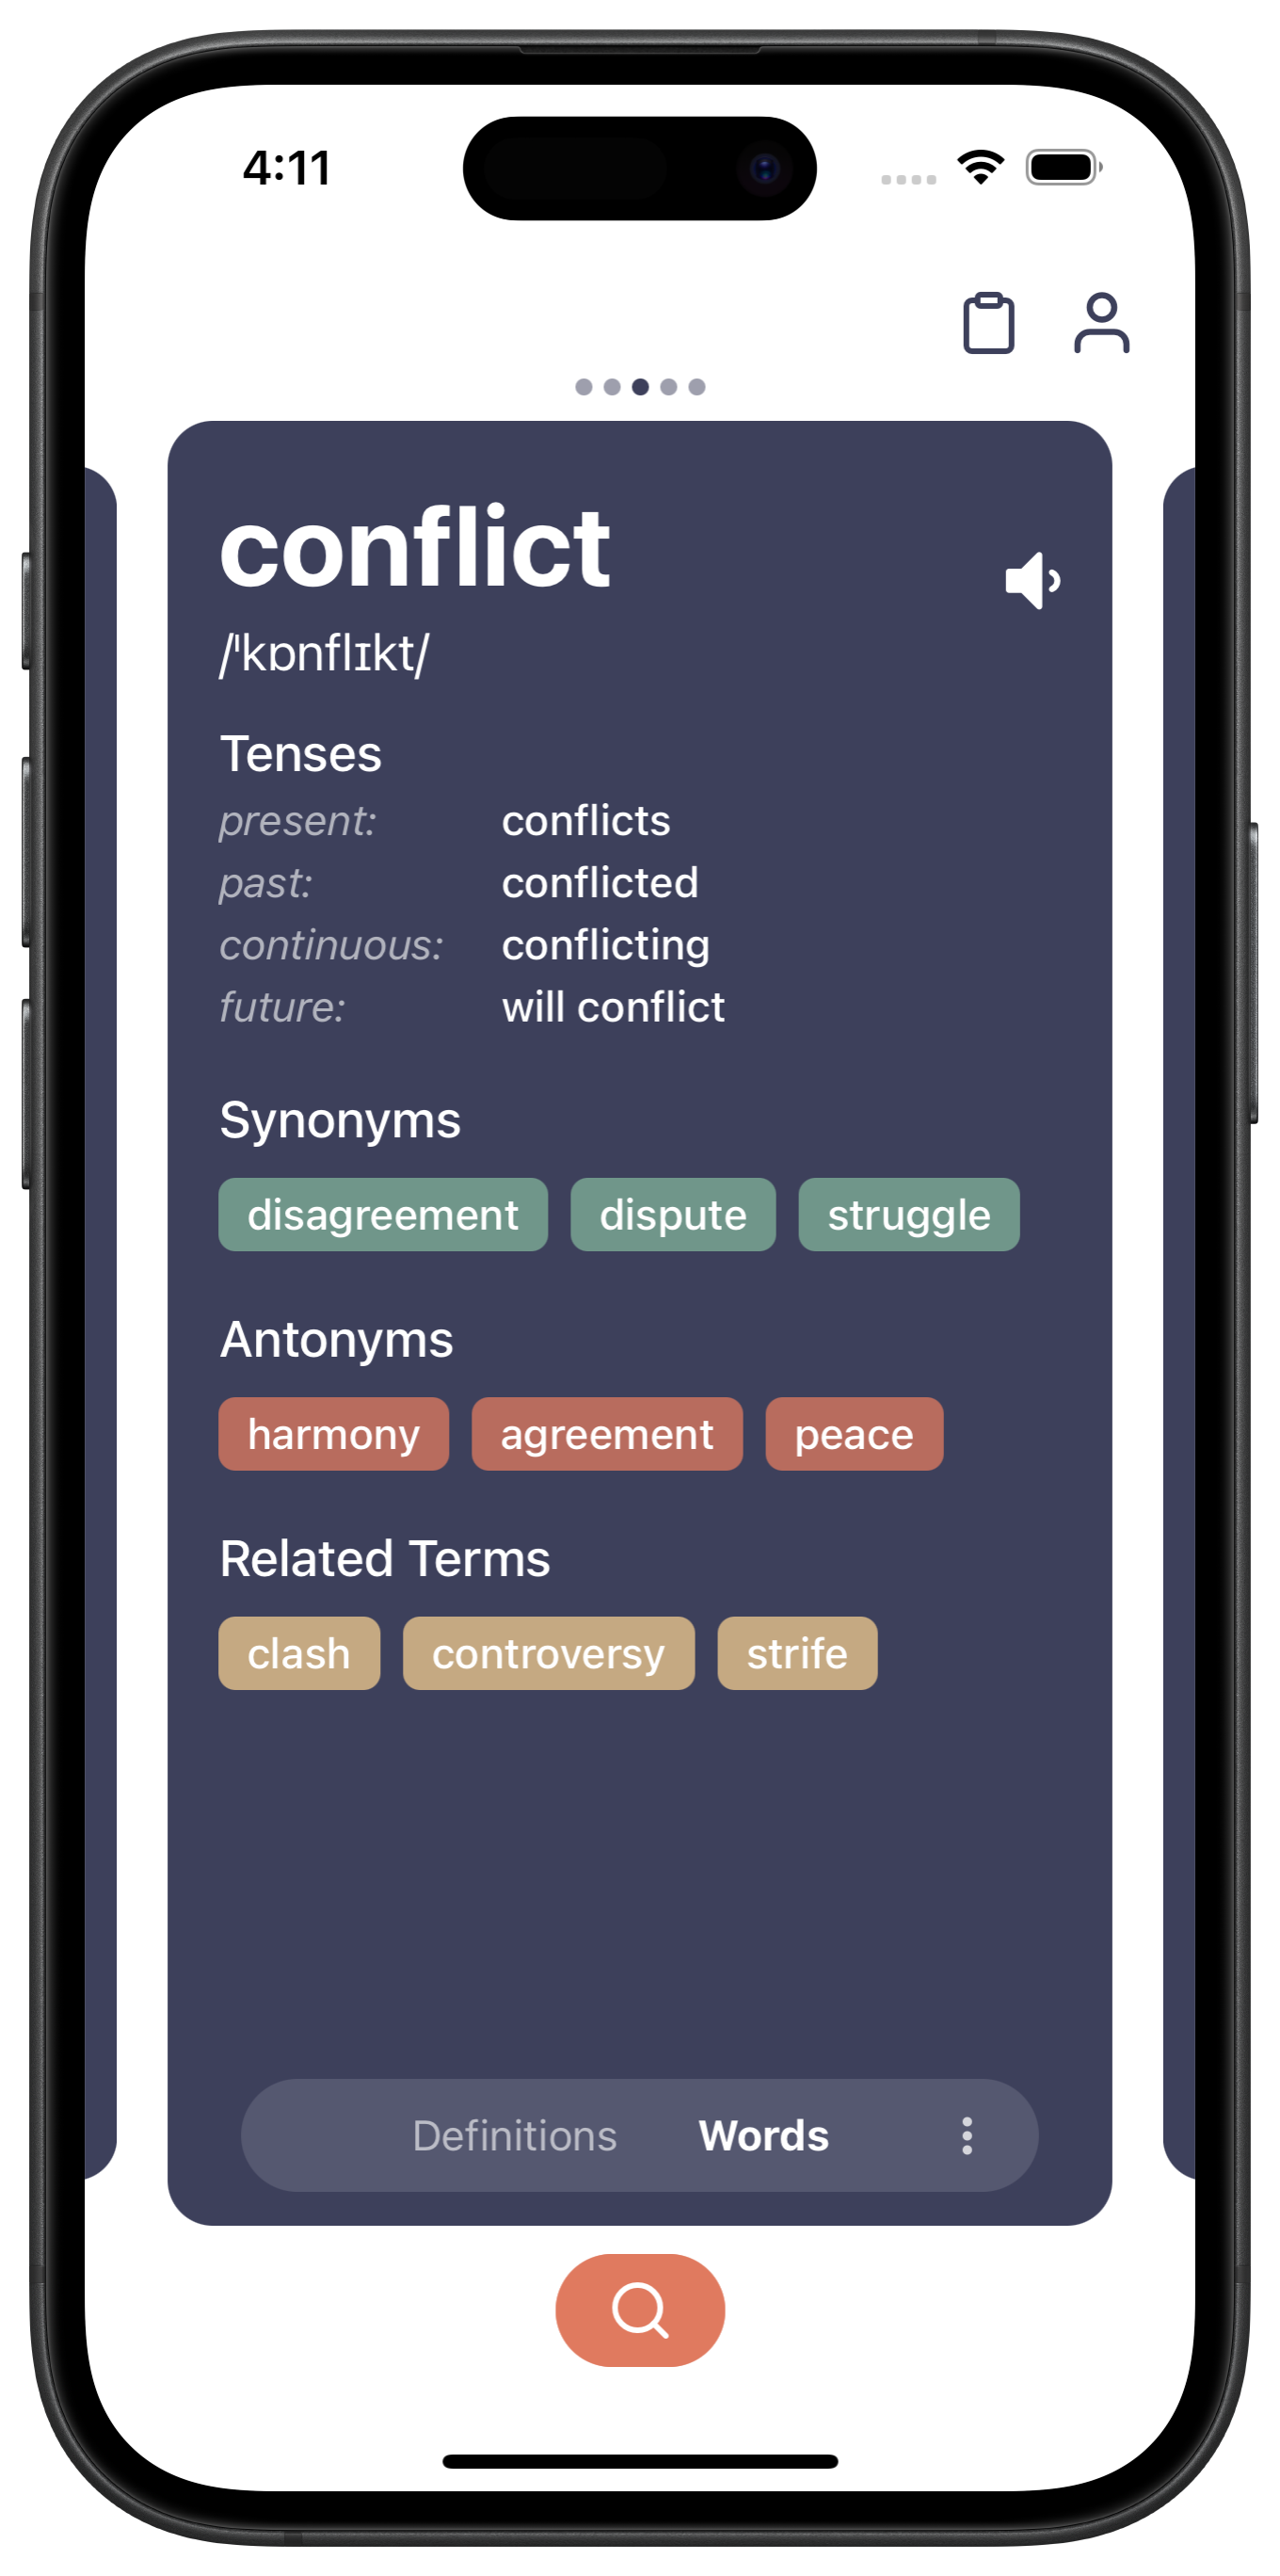 4:11
conflict
/ˈkɒnflɪkt/
Tenses
present: conflicts
past: conflicted
continuous: conflicting
future: will conflict
Synonyms
disagreement dispute struggle
Antonyms
harmony agreement peace
Related Terms
clash controversy strife
Definitions Words